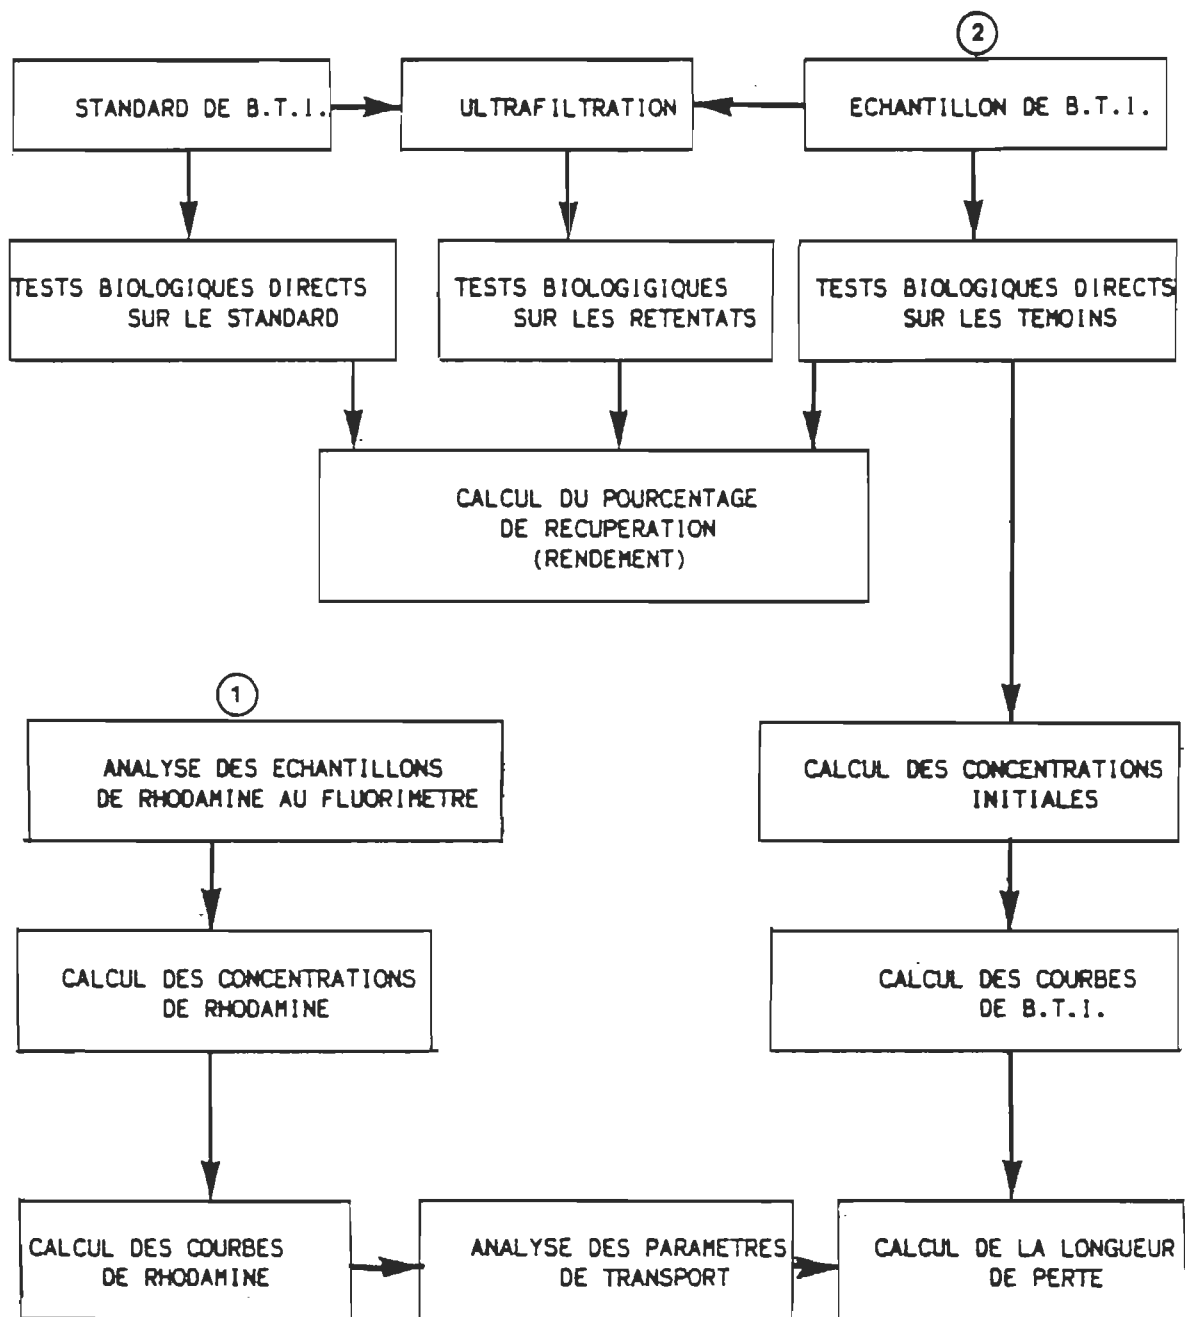 2
STANDARD DE B.T.I.
ULTRAFILTRATION
ECHANTILLON DE B.T.I.
TESTS BIOLOGIQUES DIRECTS
SUR LE STANDARD
TESTS BIOLOGIGIQUES
SUR LES RETENTATS
TESTS BIOLOGIQUES DIRECTS
SUR LES TEMOINS
CALCUL DU POURCENTAGE
DE RECUPERATION
(RENDEMENT)
1
ANALYSE DES ECHANTILLONS
DE RHODAMINE AU FLUORIMETRE
CALCUL DES CONCENTRATIONS
INITIALES
CALCUL DES CONCENTRATIONS
DE RHODAMINE
CALCUL DES COURBES
DE B.T.I.
CALCUL DES COURBES
DE RHODAMINE
ANALYSE DES PARAMETRES
DE TRANSPORT
CALCUL DE LA LONGUEUR
DE PERTE